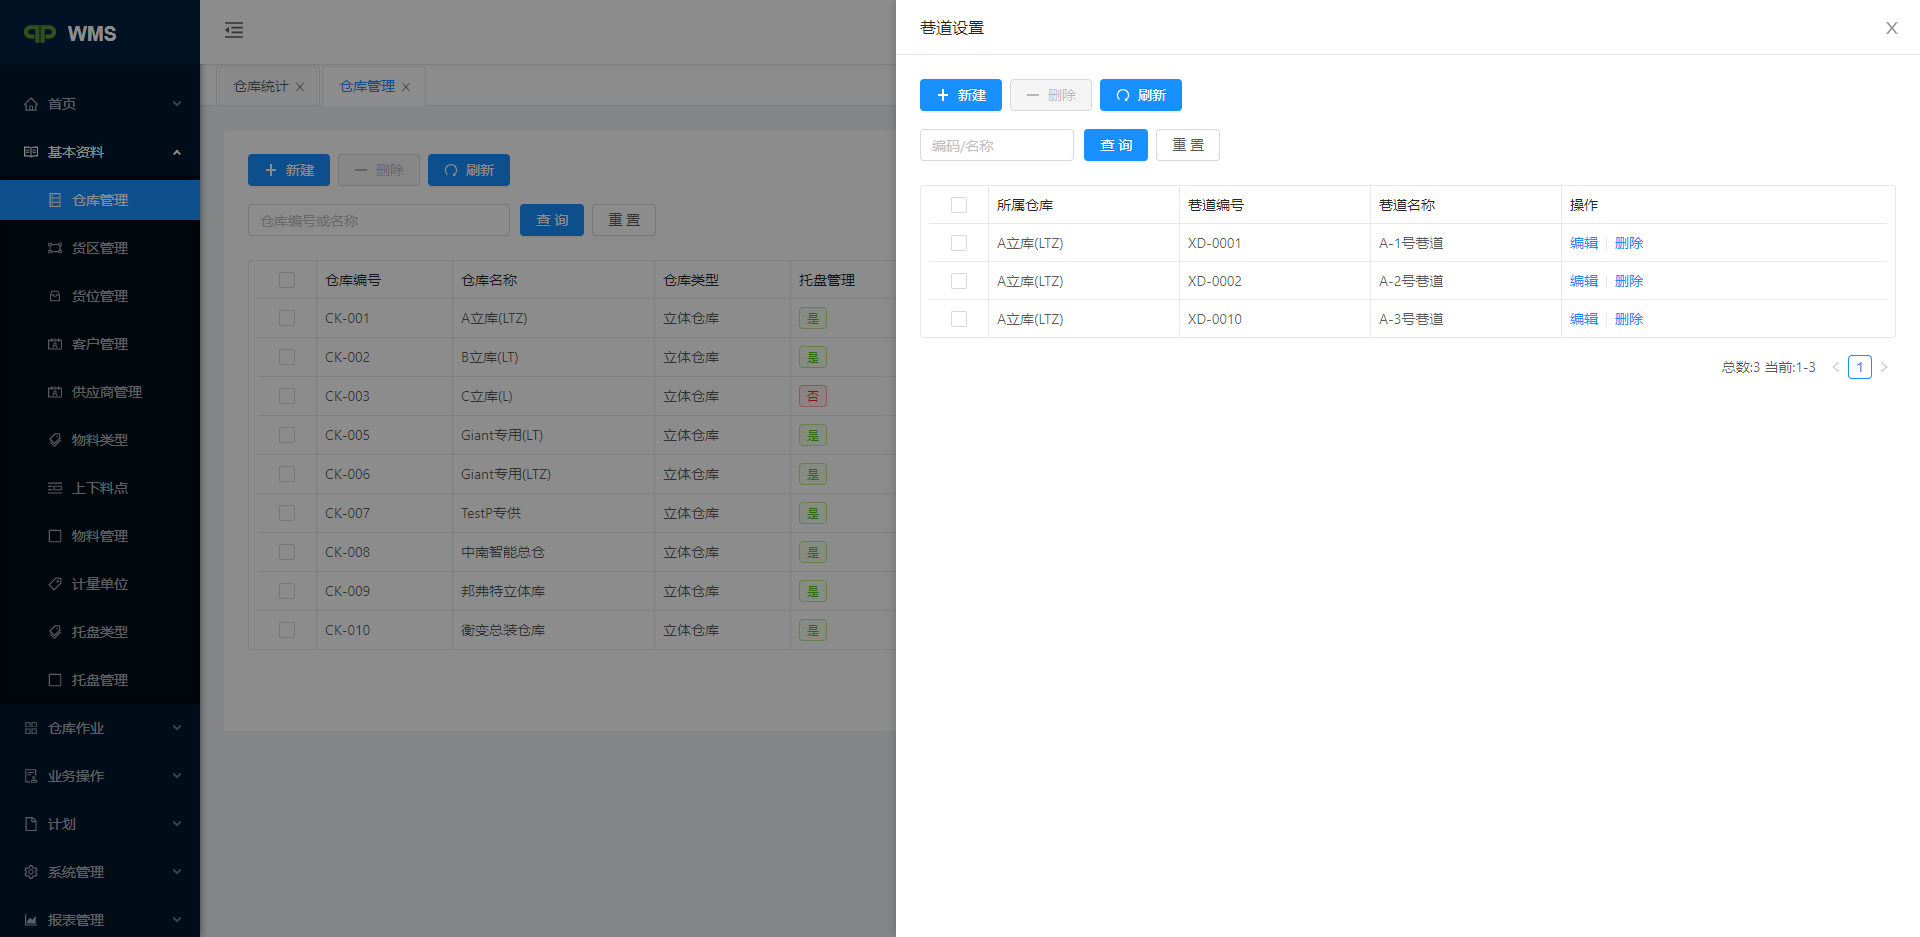 WMS
首页
基本资料
仓库管理
货区管理
货位管理
客户管理
供应商管理
物料类型
上下料点
物料管理
计量单位
托盘类型
托盘管理
仓库作业
业务操作
计划
系统管理
报表管理
仓库统计 仓库管理
新建 删除 刷新
仓库编号或名称 查 询 重 置
仓库编号 仓库名称 仓库类型 托盘管理
CK-001 A立库(LTZ) 立体仓库 是
CK-002 B立库(LT) 立体仓库 是
CK-003 C立库(L) 立体仓库 否
CK-005 Giant专用(LT) 立体仓库 是
CK-006 Giant专用(LTZ) 立体仓库 是
CK-007 TestP专供 立体仓库 是
CK-008 中南智能总仓 立体仓库 是
CK-009 邦弗特立体库 立体仓库 是
CK-010 衡变总装仓库 立体仓库 是
巷道设置
新建 删除 刷新
编码/名称 查 询 重 置
所属仓库 巷道编号 巷道名称 操作
A立库(LTZ) XD-0001 A-1号巷道 编辑 删除
A立库(LTZ) XD-0002 A-2号巷道 编辑 删除
A立库(LTZ) XD-0010 A-3号巷道 编辑 删除
总数:3 当前:1-3 1